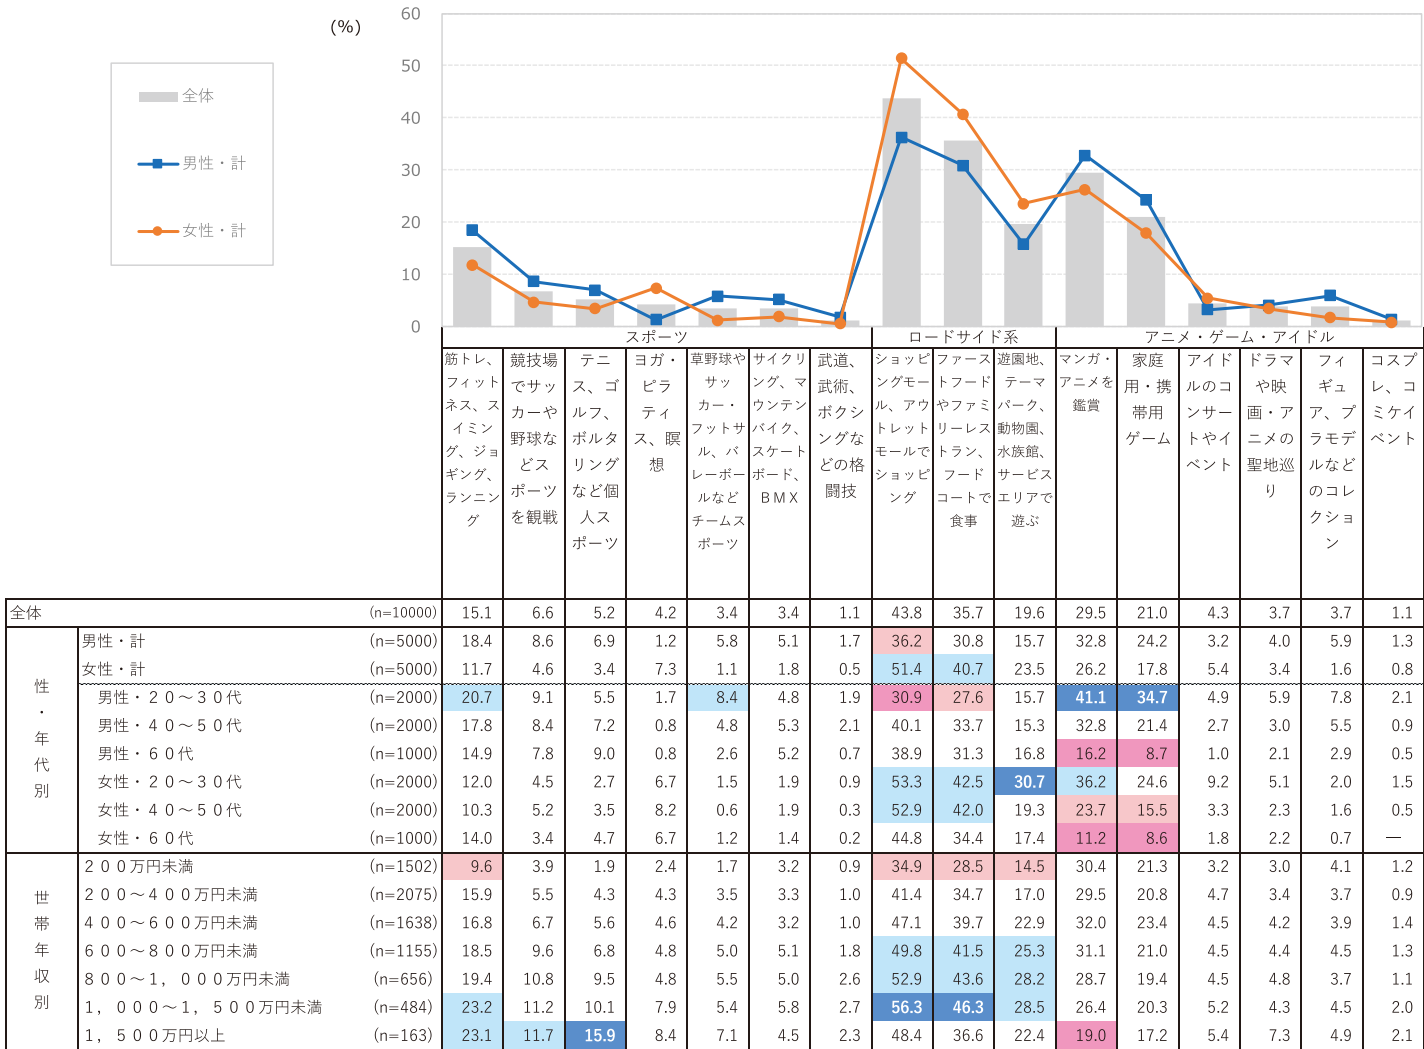 (%)
60
50
40
30
20
10
0
全体
男性・計
女性・計
スポーツ
ロードサイド系
アニメ・ゲーム・アイドル
筋トレ、
フィット
ネス、ス
イミン
グ、ジョ
ギング、
ランニン
グ
競技場
でサッ
カーや
野球な
どス
ポーツ
を観戦
テニ
ス、ゴ
ルフ、
ボルタ
リング
など個
人ス
ポーツ
ヨガ・
ピラ
ティ
ス、瞑
想
草野球や
サッ
カー・
フットサ
ル、バ
レーボー
ルなど
チームス
ポーツ
サイクリ
ング、マ
ウンテン
バイク、
スケート
ボード、
ＢＭＸ
武道、
武術、
ボクシ
ングな
どの格
闘技
ショッピ
ングモー
ル、アウ
トレット
モールで
ショッピ
ング
ファース
トフード
やファミ
リーレス
トラン、
フード
コートで
食事
遊園地、
テーマ
パーク、
動物園、
水族館、
サービス
エリアで
遊ぶ
マンガ・
アニメを
鑑賞
家庭
用・携
帯用
ゲーム
アイド
ルのコ
ンサー
トやイ
ベント
ドラマ
や映
画・ア
ニメの
聖地巡
り
フィ
ギュ
ア、プ
ラモデ
ルなど
のコレ
クショ
ン
コスプ
レ、コ
ミケイ
ベント
全体 (n=10000) 15.1 6.6 5.2 4.2 3.4 3.4 1.1 43.8 35.7 19.6 29.5 21.0 4.3 3.7 3.7 1.1
性・年代別
男性・計 (n=5000) 18.4 8.6 6.9 1.2 5.8 5.1 1.7 36.2 30.8 15.7 32.8 24.2 3.2 4.0 5.9 1.3
女性・計 (n=5000) 11.7 4.6 3.4 7.3 1.1 1.8 0.5 51.4 40.7 23.5 26.2 17.8 5.4 3.4 1.6 0.8
男性・２０～３０代 (n=2000) 20.7 9.1 5.5 1.7 8.4 4.8 1.9 30.9 27.6 15.7 41.1 34.7 4.9 5.9 7.8 2.1
男性・４０～５０代 (n=2000) 17.8 8.4 7.2 0.8 4.8 5.3 2.1 40.1 33.7 15.3 32.8 21.4 2.7 3.0 5.5 0.9
男性・６０代 (n=1000) 14.9 7.8 9.0 0.8 2.6 5.2 0.7 38.9 31.3 16.8 16.2 8.7 1.0 2.1 2.9 0.5
女性・２０～３０代 (n=2000) 12.0 4.5 2.7 6.7 1.5 1.9 0.9 53.3 42.5 30.7 36.2 24.6 9.2 5.1 2.0 1.5
女性・４０～５０代 (n=2000) 10.3 5.2 3.5 8.2 0.6 1.9 0.3 52.9 42.0 19.3 23.7 15.5 3.3 2.3 1.6 0.5
女性・６０代 (n=1000) 14.0 3.4 4.7 6.7 1.2 1.4 0.2 44.8 34.4 17.4 11.2 8.6 1.8 2.2 0.7 ―
世帯年収別
２００万円未満 (n=1502) 9.6 3.9 1.9 2.4 1.7 3.2 0.9 34.9 28.5 14.5 30.4 21.3 3.2 3.0 4.1 1.2
２００～４００万円未満 (n=2075) 15.9 5.5 4.3 4.3 3.5 3.3 1.0 41.4 34.7 17.0 29.5 20.8 4.7 3.4 3.7 0.9
４００～６００万円未満 (n=1638) 16.8 6.7 5.6 4.6 4.2 3.2 1.0 47.1 39.7 22.9 32.0 23.4 4.5 4.2 3.9 1.4
６００～８００万円未満 (n=1155) 18.5 9.6 6.8 4.8 5.0 5.1 1.8 49.8 41.5 25.3 31.1 21.0 4.5 4.4 4.5 1.3
８００～１，０００万円未満 (n=656) 19.4 10.8 9.5 4.8 5.5 5.0 2.6 52.9 43.6 28.2 28.7 19.4 4.5 4.8 3.7 1.1
１，０００～１，５００万円未満 (n=484) 23.2 11.2 10.1 7.9 5.4 5.8 2.7 56.3 46.3 28.5 26.4 20.3 5.2 4.3 4.5 2.0
１，５００万円以上 (n=163) 23.1 11.7 15.9 8.4 7.1 4.5 2.3 48.4 36.6 22.4 19.0 17.2 5.4 7.3 4.9 2.1